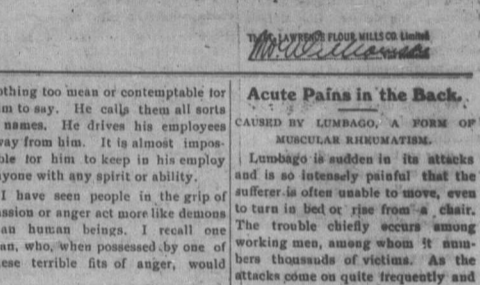 LAWRENCE FLOUR MILLS CO. Limited
othing too mean or contemptable for
m to say. He calls them all sorts
names. He drives his employees
way from him. It is almost impos-
ble for him to keep in his employ
nyone with any spirit or ability.
I have seen people in the grip of
assion or anger act more like demons
an human beings. I recall one
an, who, when possessed by one of
ese terrible fits of anger, would
Acute Pains in the Back.
CAUSED BY LUMBAGO, A FORM OF
MUSCULAR RHEUMATISM.
Lumbago is sudden in its attacks
and is so intensely painful that the
sufferer is often unable to move, even
to turn in bed or rise from a chair.
The trouble chiefly occurs among
working men, among whom it num-
bers thousands of victims. As the
attacks come on quite frequently and